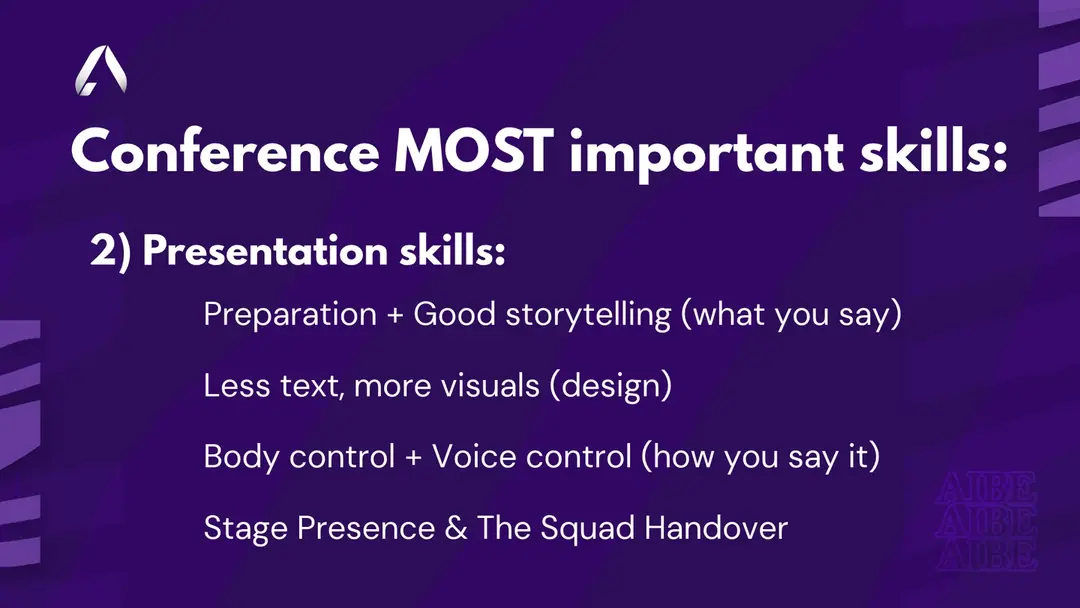 Conference MOST important skills:
2) Presentation skills:
Preparation + Good storytelling (what you say)
Less text, more visuals (design)
Body control + Voice control (how you say it)
Stage Presence & The Squad Handover
AIBE
AIBE
AIBE